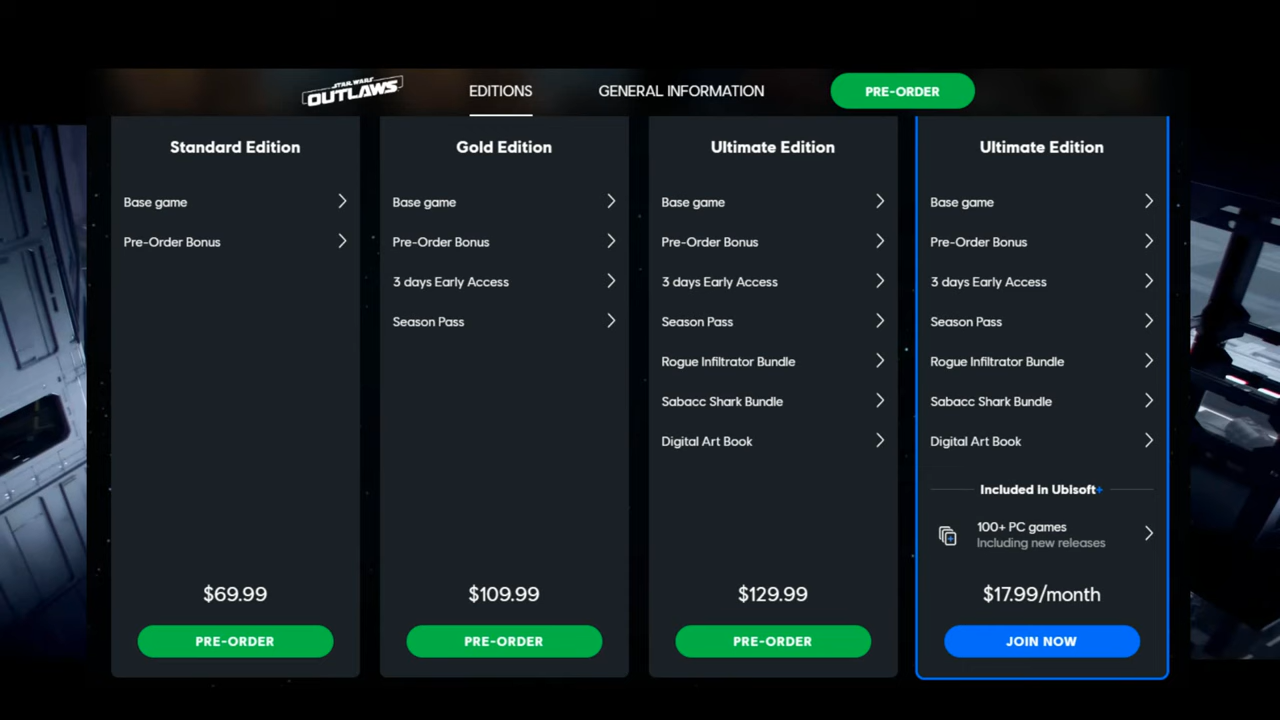 STAR WARS
OUTLAWS
EDITIONS
GENERAL INFORMATION
PRE-ORDER
Standard Edition
Base game
Pre-Order Bonus
$69.99
PRE-ORDER
Gold Edition
Base game
Pre-Order Bonus
3 days Early Access
Season Pass
$109.99
PRE-ORDER
Ultimate Edition
Base game
Pre-Order Bonus
3 days Early Access
Season Pass
Rogue Infiltrator Bundle
Sabacc Shark Bundle
Digital Art Book
$129.99
PRE-ORDER
Ultimate Edition
Base game
Pre-Order Bonus
3 days Early Access
Season Pass
Rogue Infiltrator Bundle
Sabacc Shark Bundle
Digital Art Book
Included In Ubisoft+
100+ PC games
Including new releases
$17.99/month
JOIN NOW